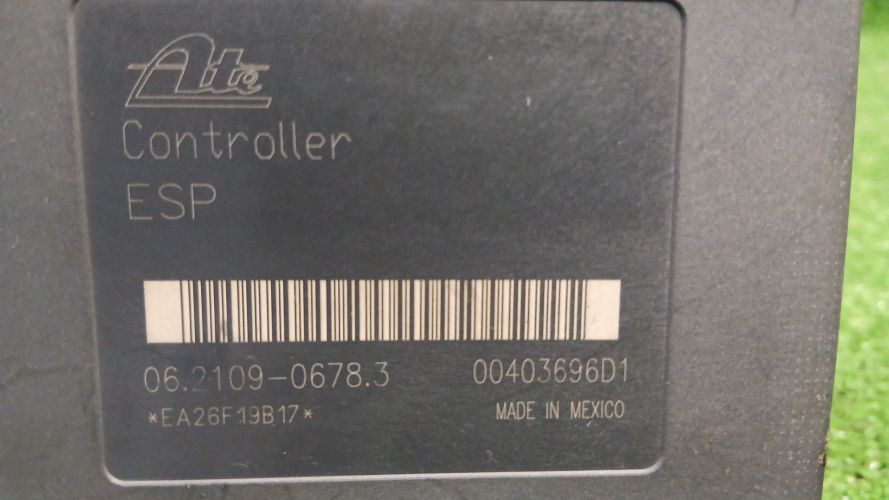 Ate
Controller
ESP
06.2109-0678.3 00403696D1
*EA26F19B17* MADE IN MEXICO